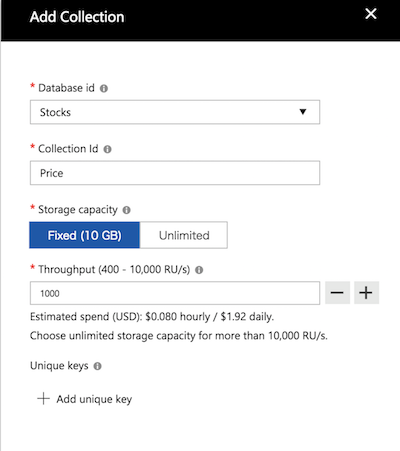 Add Collection
* Database id
Stocks
* Collection Id
Price
* Storage capacity
Fixed (10 GB) Unlimited
* Throughput (400 - 10,000 RU/s)
1000
Estimated spend (USD): $0.080 hourly / $1.92 daily.
Choose unlimited storage capacity for more than 10,000 RU/s.
Unique keys
Add unique key